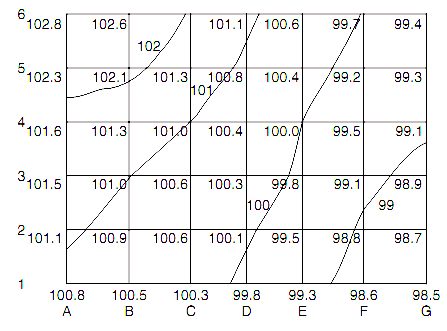 6 102.8 102.6 101.1 100.6 99.7 99.4
102
5 102.3 102.1 101.3 100.8 100.4 99.2 99.3
101
4 101.6 101.3 101.0 100.4 100.0 99.5 99.1
3 101.5 101.0 100.6 100.3 99.8 99.1 98.9
100 99
2 101.1 100.9 100.6 100.1 99.5 98.8 98.7
1
100.8 100.5 100.3 99.8 99.3 98.6 98.5
A B C D E F G